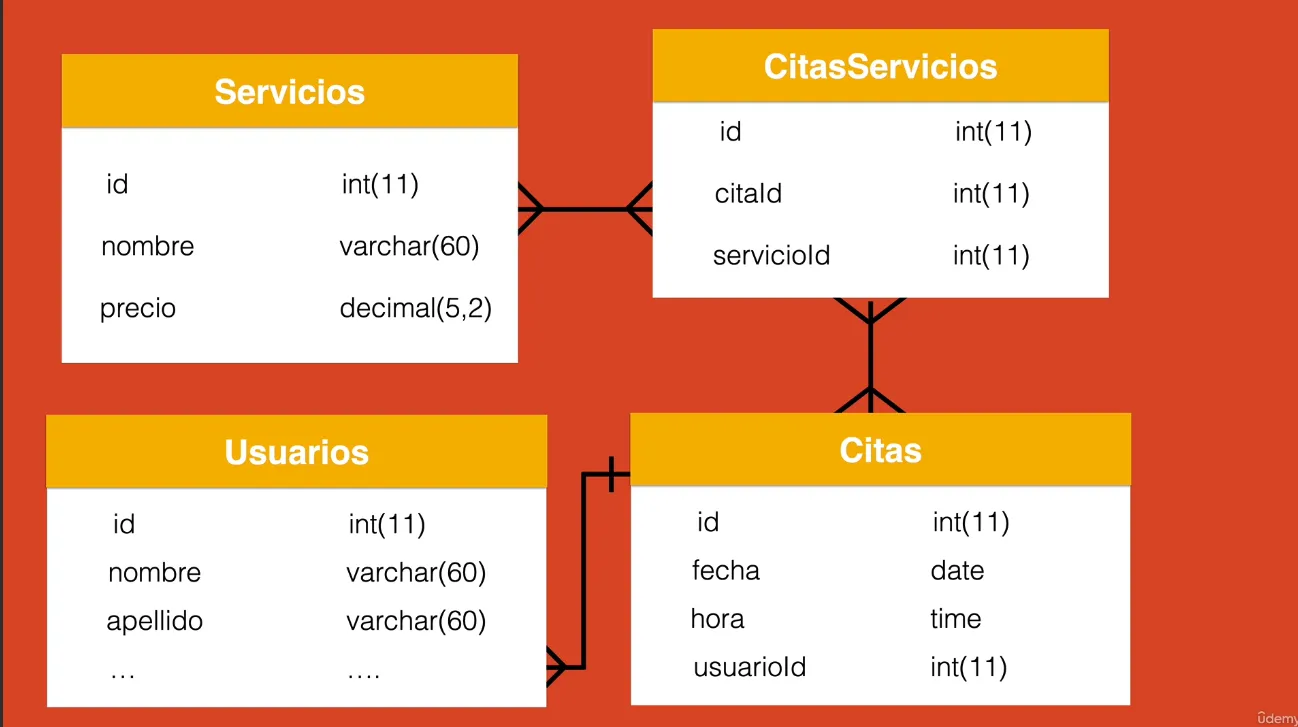 Servicios
id int(11)
nombre varchar(60)
precio decimal(5,2)
CitasServicios
id int(11)
citaId int(11)
servicioId int(11)
Usuarios
id int(11)
nombre varchar(60)
apellido varchar(60)
... ....
Citas
id int(11)
fecha date
hora time
usuarioId int(11)
ûdemy